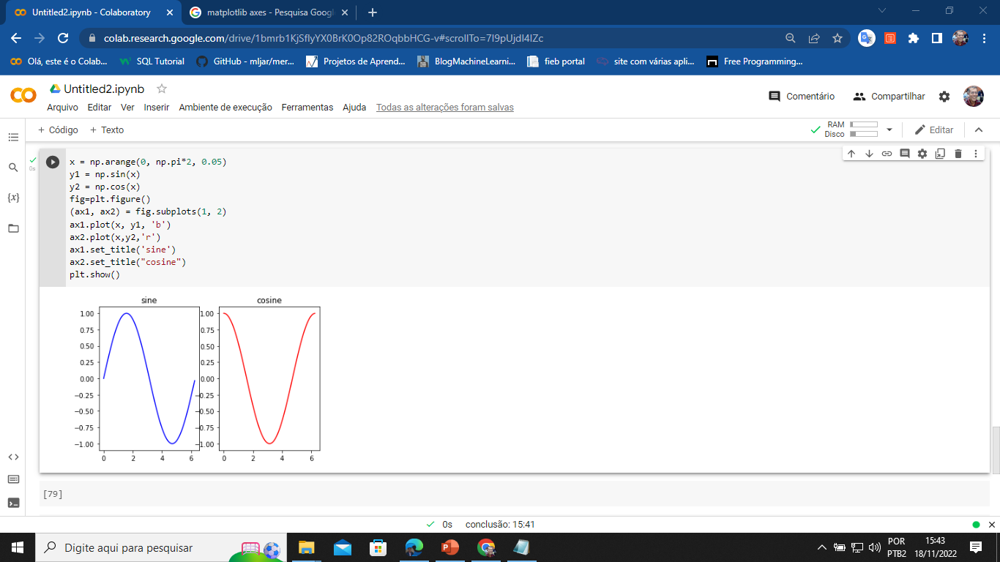 Untitled2.ipynb - Colaboratory
matplotlib axes - Pesquisa Googl
colab.research.google.com/drive/1bmrb1KjSflyYX0BrK0Op82ROqbbHCG-v#scrollTo=7I9pUjdl4IZc
Olá, este é o Colab...
SQL Tutorial
GitHub - mljar/mer...
Projetos de Aprend...
BlogMachineLearni...
fieb portal
site com várias apli...
Free Programming...
Untitled2.ipynb
Comentário
Compartilhar
Arquivo Editar Ver Inserir Ambiente de execução Ferramentas Ajuda Todas as alterações foram salvas
+ Código + Texto
RAM
Disco
Editar
0s
x = np.arange(0, np.pi*2, 0.05)
y1 = np.sin(x)
y2 = np.cos(x)
fig=plt.figure()
(ax1, ax2) = fig.subplots(1, 2)
ax1.plot(x, y1, 'b')
ax2.plot(x,y2,'r')
ax1.set_title('sine')
ax2.set_title("cosine")
plt.show()
sine
1.00
0.75
0.50
0.25
0.00
−0.25
−0.50
−0.75
−1.00
0 2 4 6
cosine
1.00
0.75
0.50
0.25
0.00
−0.25
−0.50
−0.75
−1.00
0 2 4 6
{x}
[79]
0s conclusão: 15:41
Digite aqui para pesquisar
POR
PTB2
15:43
18/11/2022